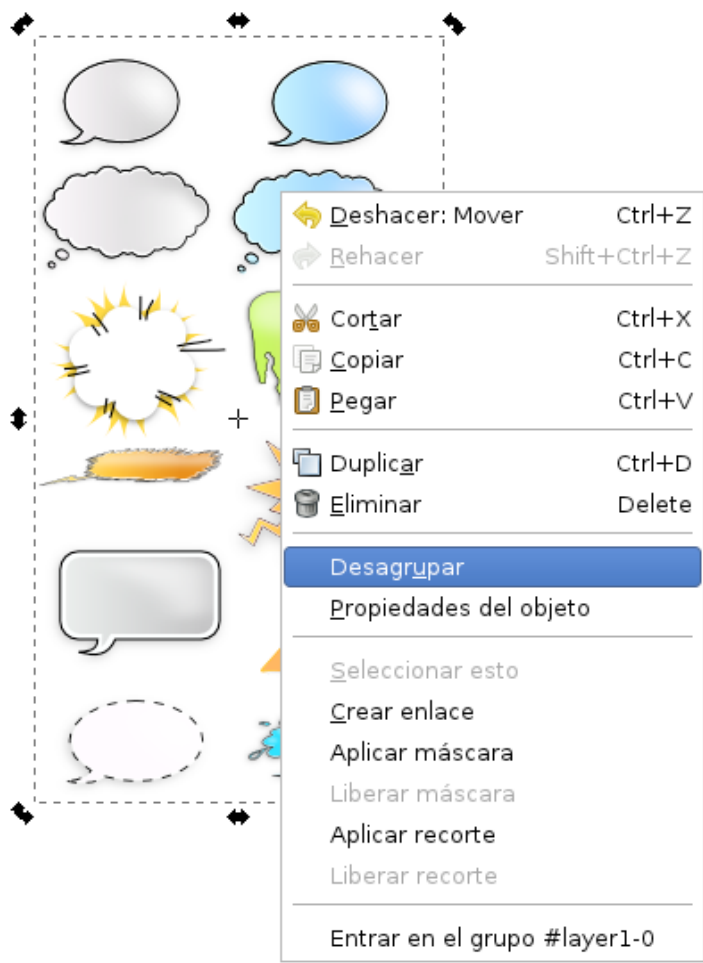 Deshacer: Mover Ctrl+Z
Rehacer Shift+Ctrl+Z
Cortar Ctrl+X
Copiar Ctrl+C
Pegar Ctrl+V
Duplicar Ctrl+D
Eliminar Delete
Desagrupar
Propiedades del objeto
Seleccionar esto
Crear enlace
Aplicar máscara
Liberar máscara
Aplicar recorte
Liberar recorte
Entrar en el grupo #layer1-0